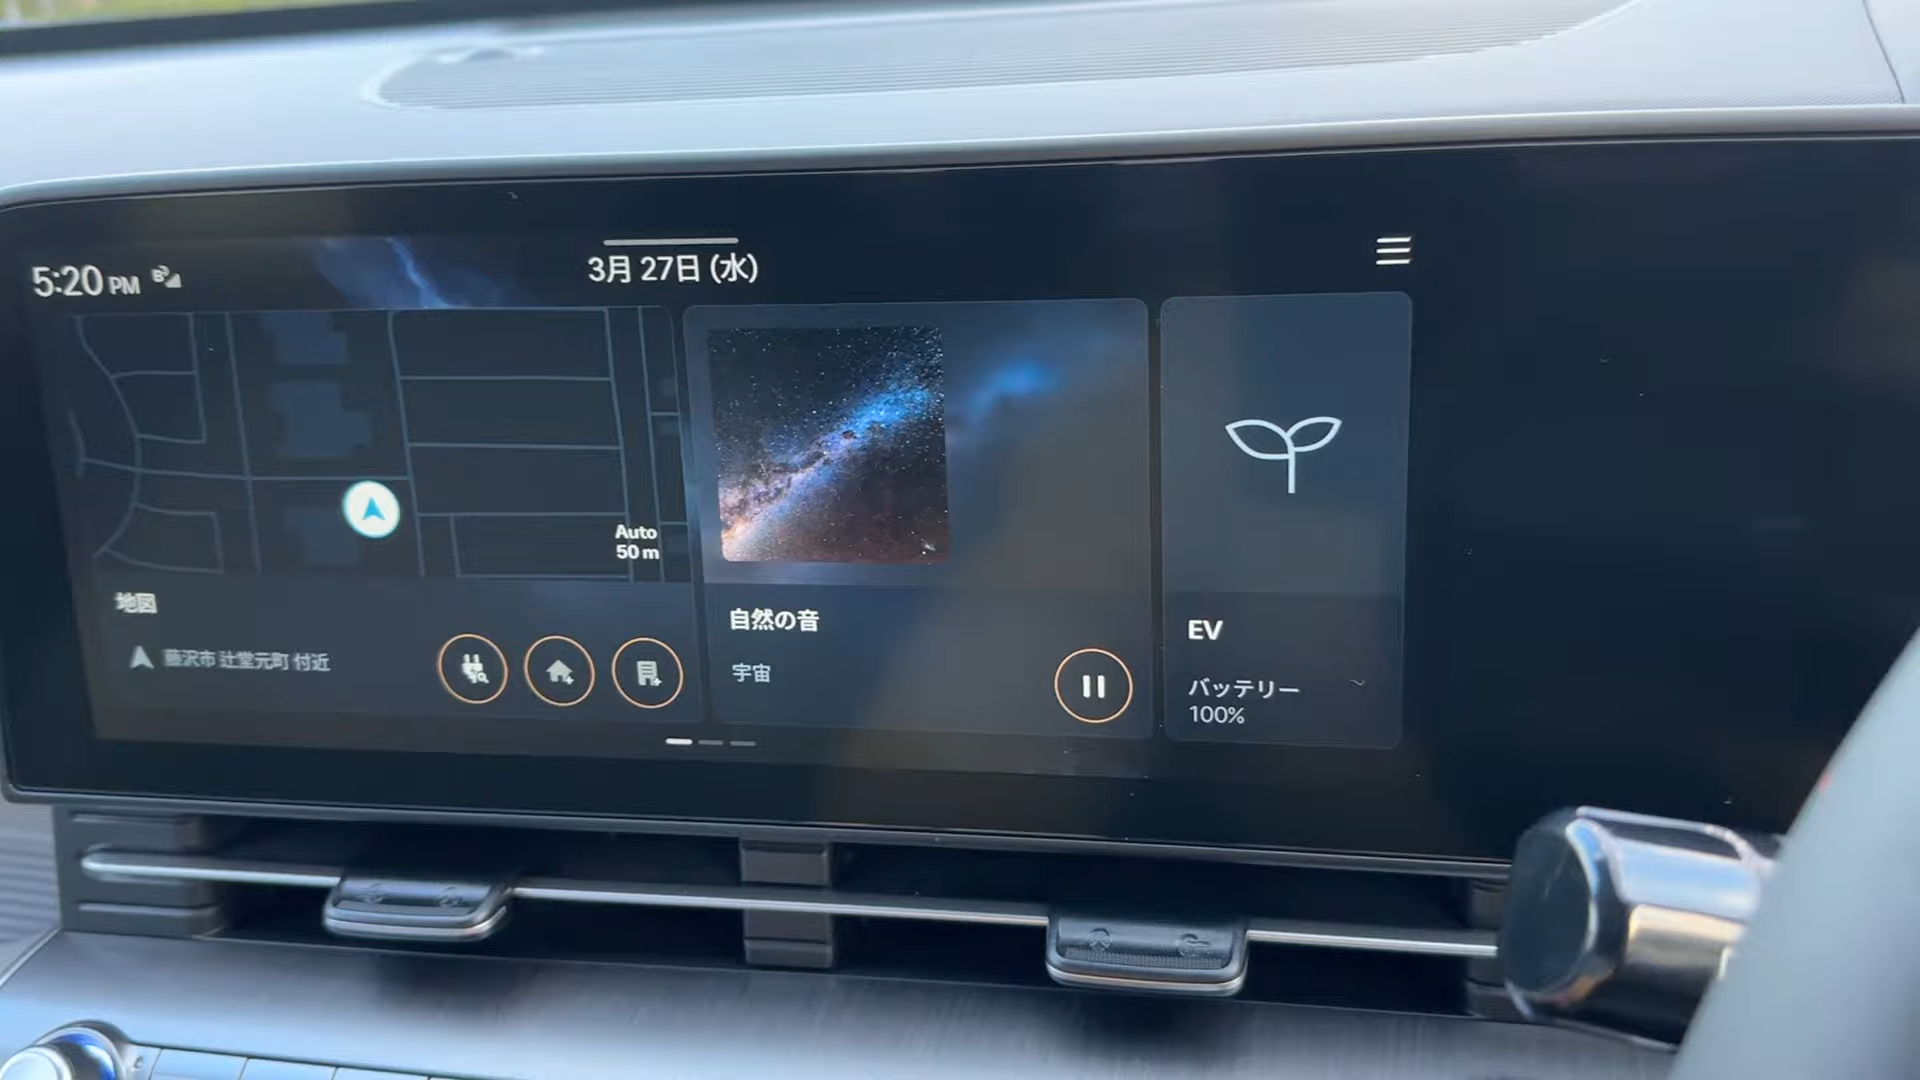 5:20 PM
3月 27日 (水)
Auto
50 m
地図
藤沢市 辻堂元町 付近
自然の音
宇宙
EV
バッテリー
100%